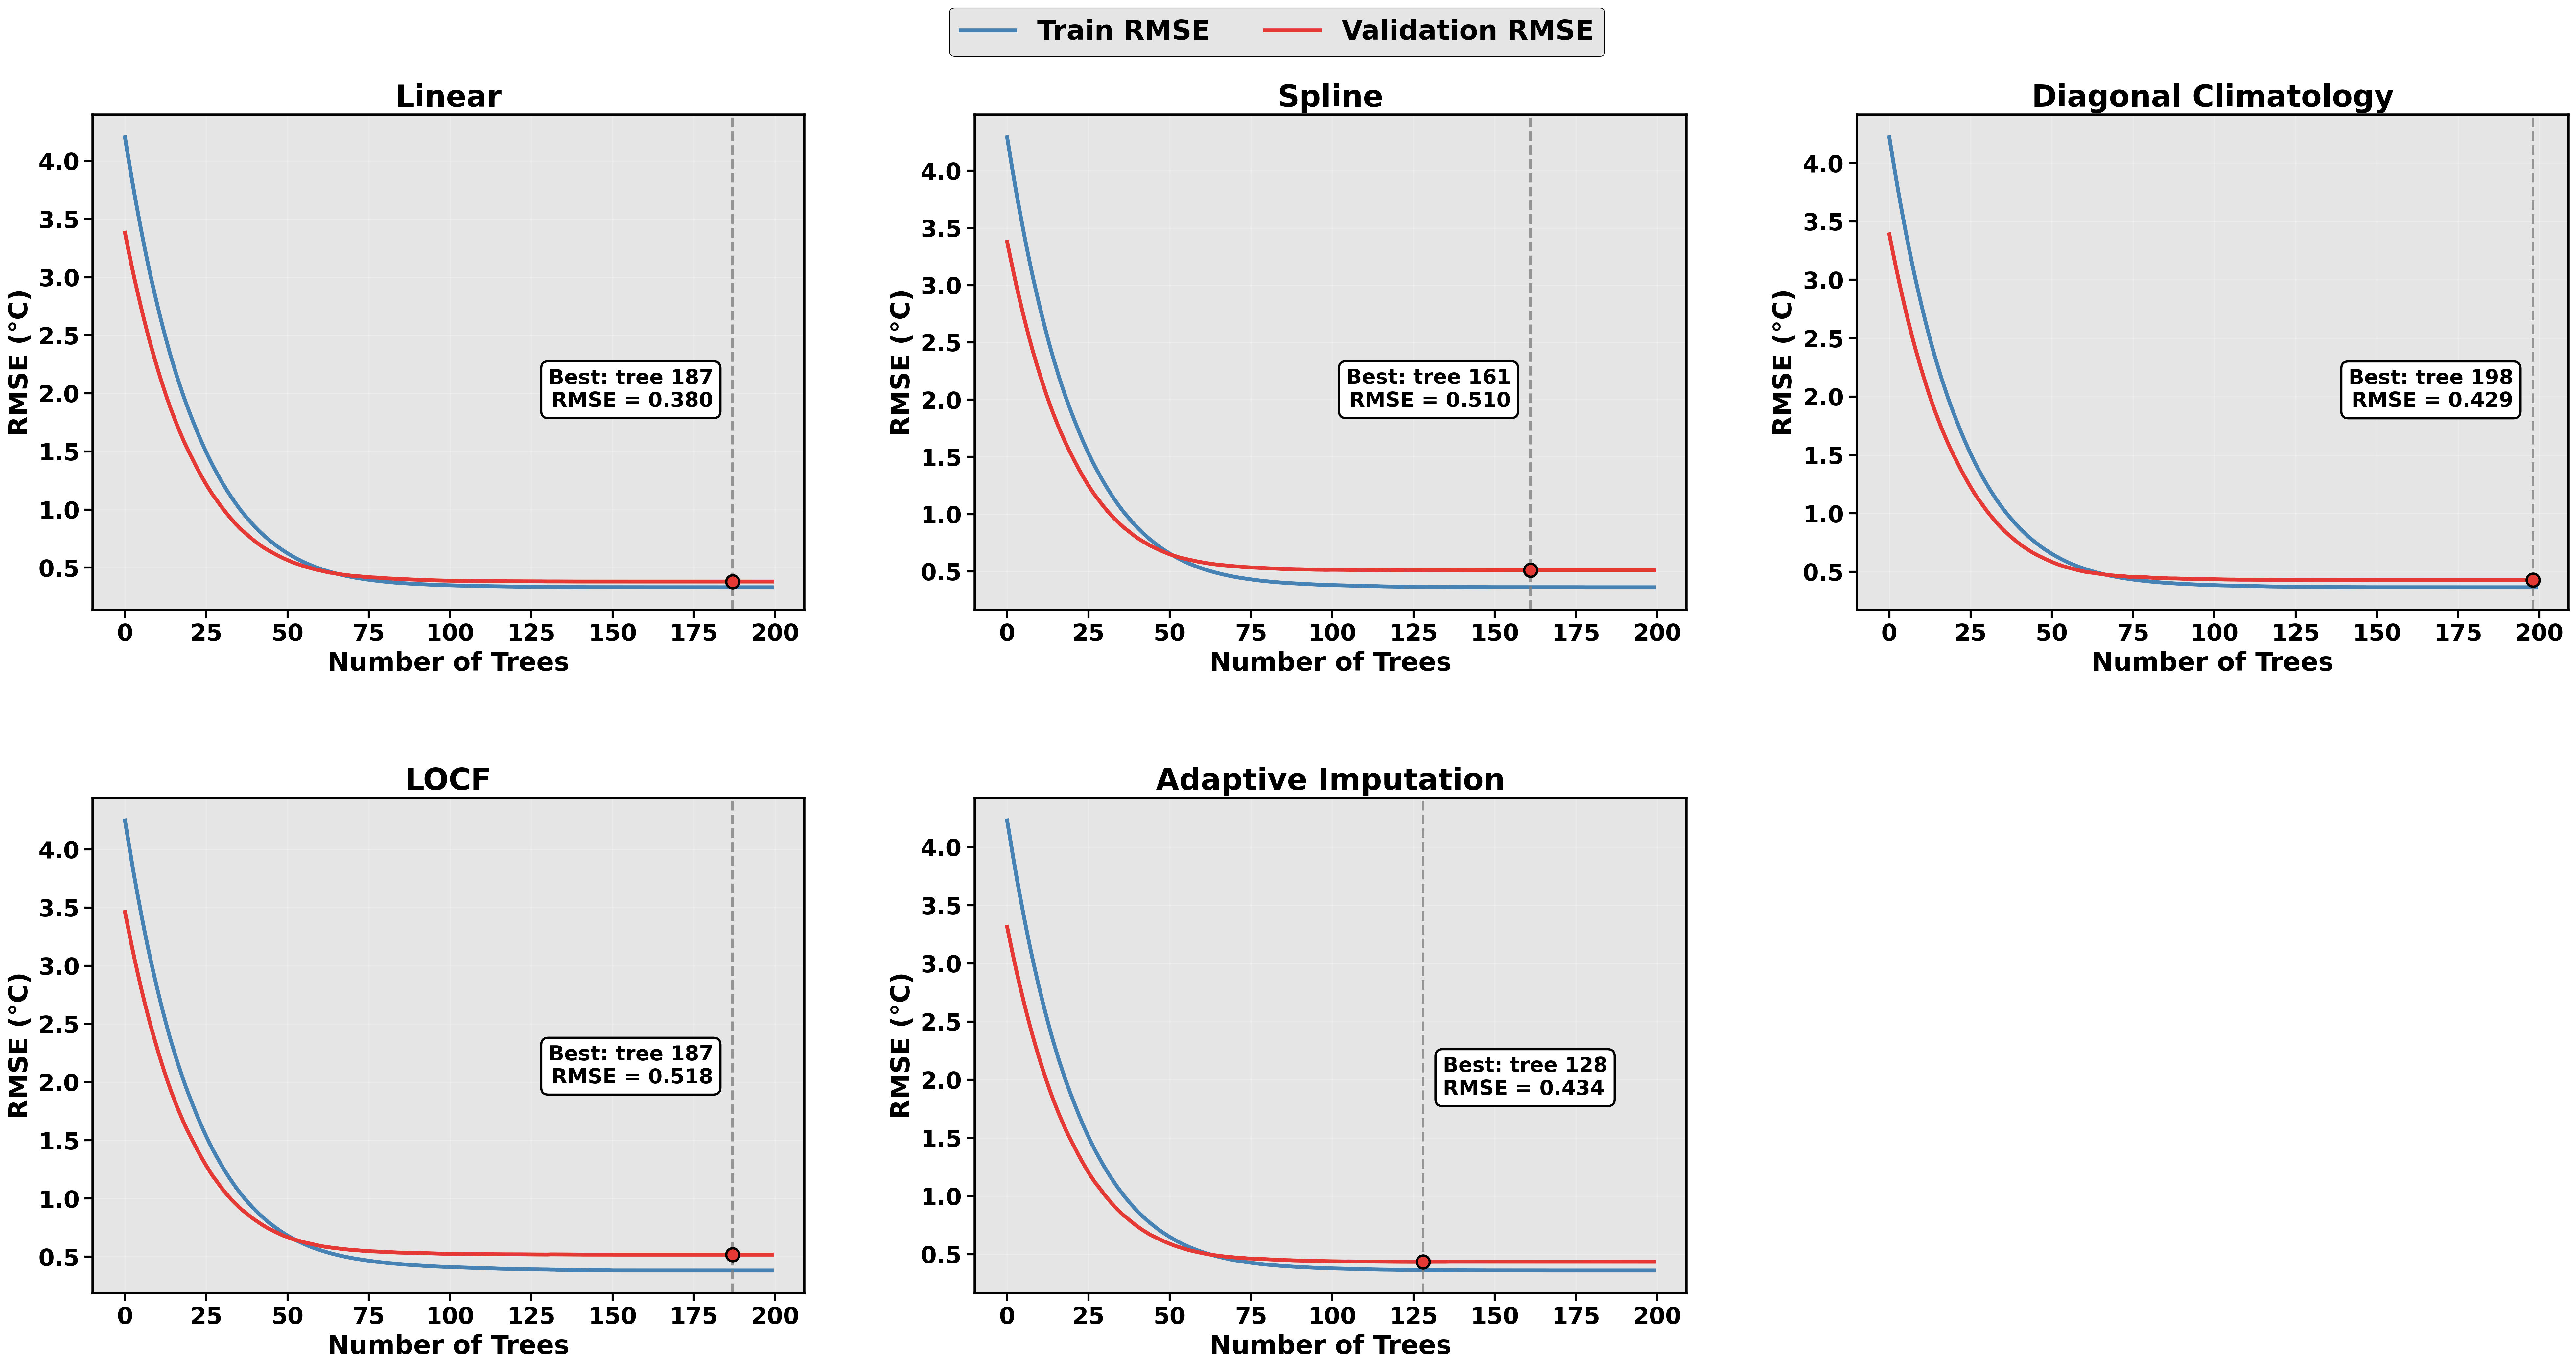 Train RMSE Validation RMSE
Linear
RMSE (°C)
4.0
3.5
3.0
2.5
2.0
1.5
1.0
0.5
Best: tree 187
RMSE = 0.380
0 25 50 75 100 125 150 175 200
Number of Trees
Spline
RMSE (°C)
4.0
3.5
3.0
2.5
2.0
1.5
1.0
0.5
Best: tree 161
RMSE = 0.510
0 25 50 75 100 125 150 175 200
Number of Trees
Diagonal Climatology
RMSE (°C)
4.0
3.5
3.0
2.5
2.0
1.5
1.0
0.5
Best: tree 198
RMSE = 0.429
0 25 50 75 100 125 150 175 200
Number of Trees
LOCF
RMSE (°C)
4.0
3.5
3.0
2.5
2.0
1.5
1.0
0.5
Best: tree 187
RMSE = 0.518
0 25 50 75 100 125 150 175 200
Number of Trees
Adaptive Imputation
RMSE (°C)
4.0
3.5
3.0
2.5
2.0
1.5
1.0
0.5
Best: tree 128
RMSE = 0.434
0 25 50 75 100 125 150 175 200
Number of Trees